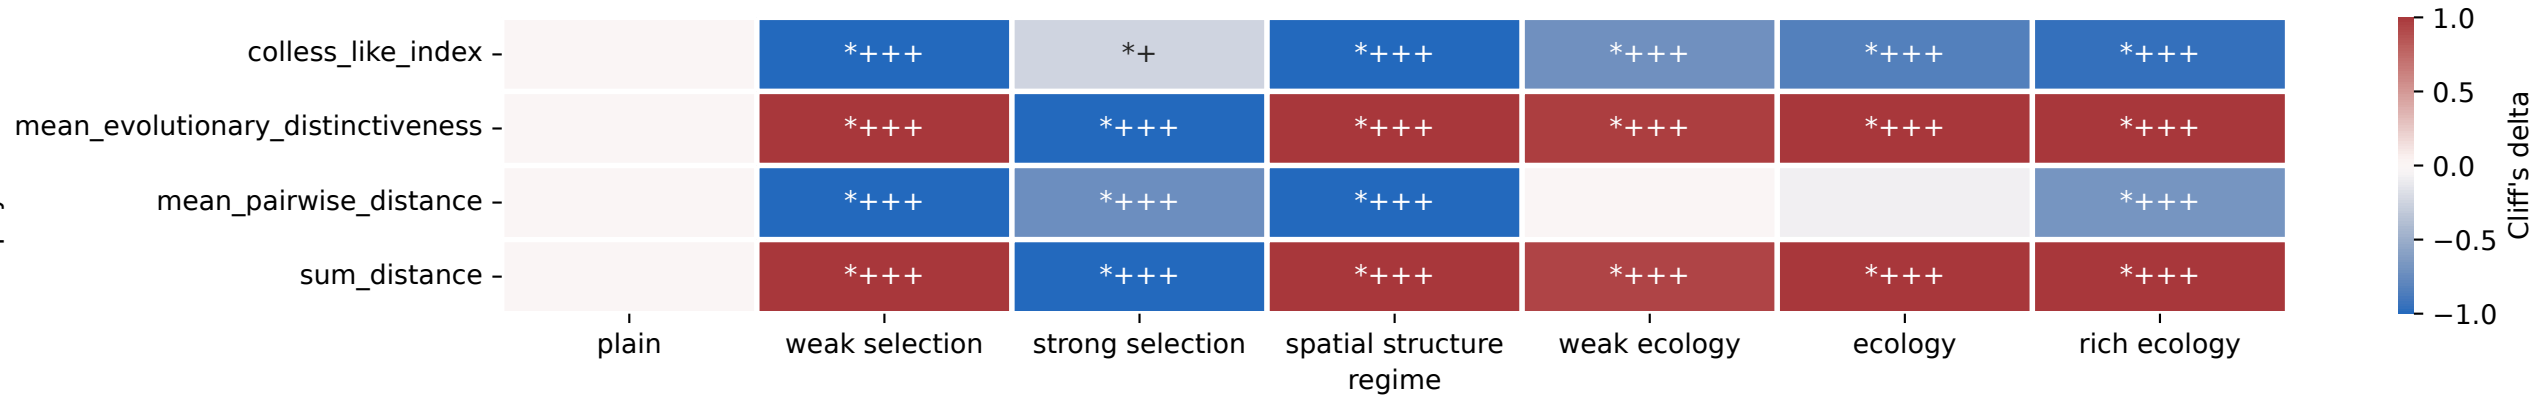 colless_like_index *+++ *+ *+++ *+++ *+++ *+++
mean_evolutionary_distinctiveness *+++ *+++ *+++ *+++ *+++ *+++
mean_pairwise_distance *+++ *+++ *+++ *+++
sum_distance *+++ *+++ *+++ *+++ *+++ *+++
plain weak selection strong selection spatial structure weak ecology ecology rich ecology
regime
1.0
0.5
0.0
−0.5
−1.0
Cliff's delta